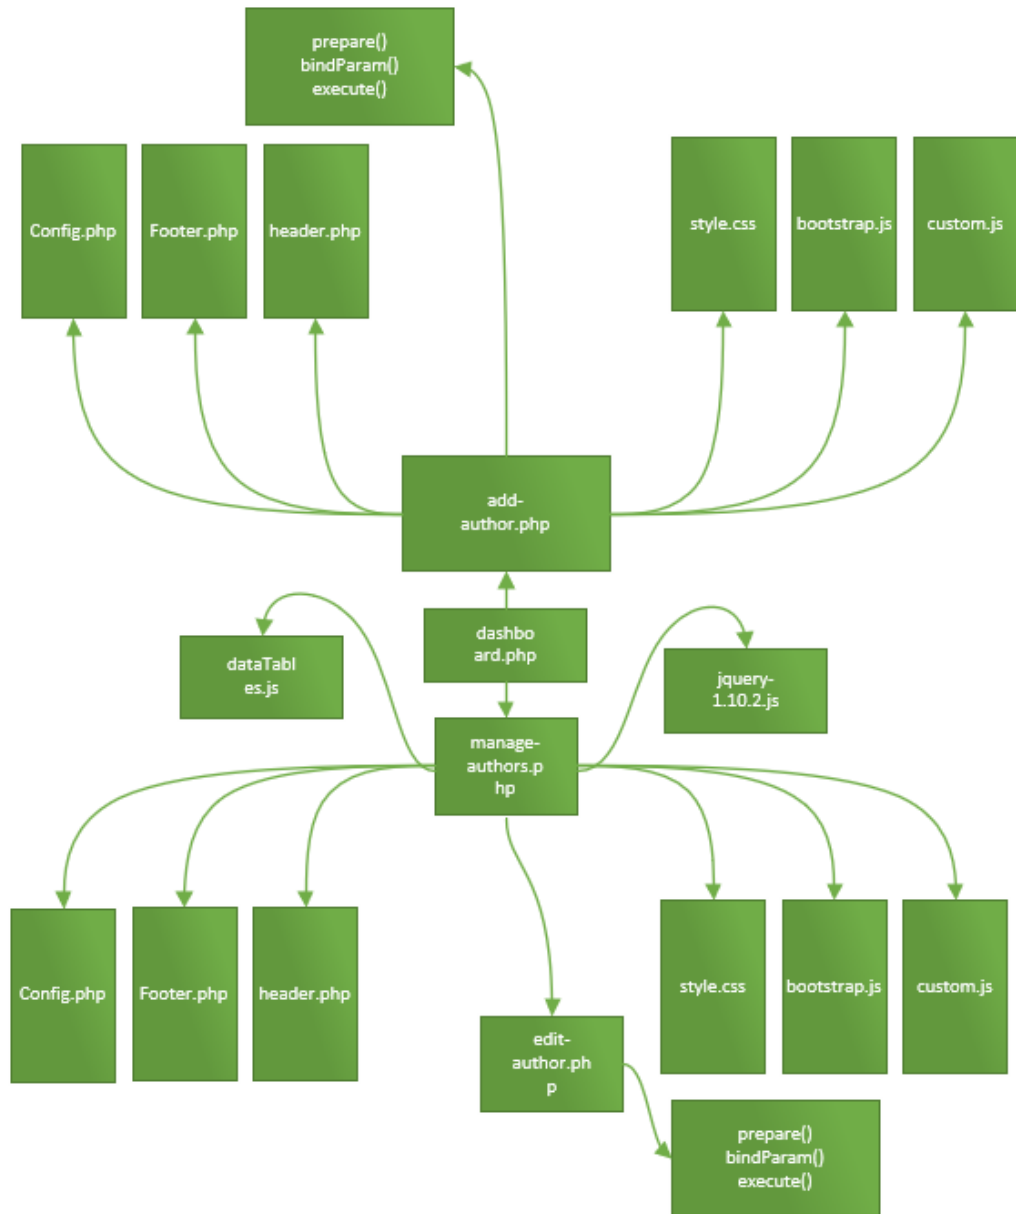 prepare()
bindParam()
execute()
Config.php
Footer.php
header.php
style.css
bootstrap.js
custom.js
add-
author.php
dashbo
ard.php
dataTabl
es.js
jquery-
1.10.2.js
manage-
authors.p
hp
Config.php
Footer.php
header.php
style.css
bootstrap.js
custom.js
edit-
author.ph
p
prepare()
bindParam()
execute()